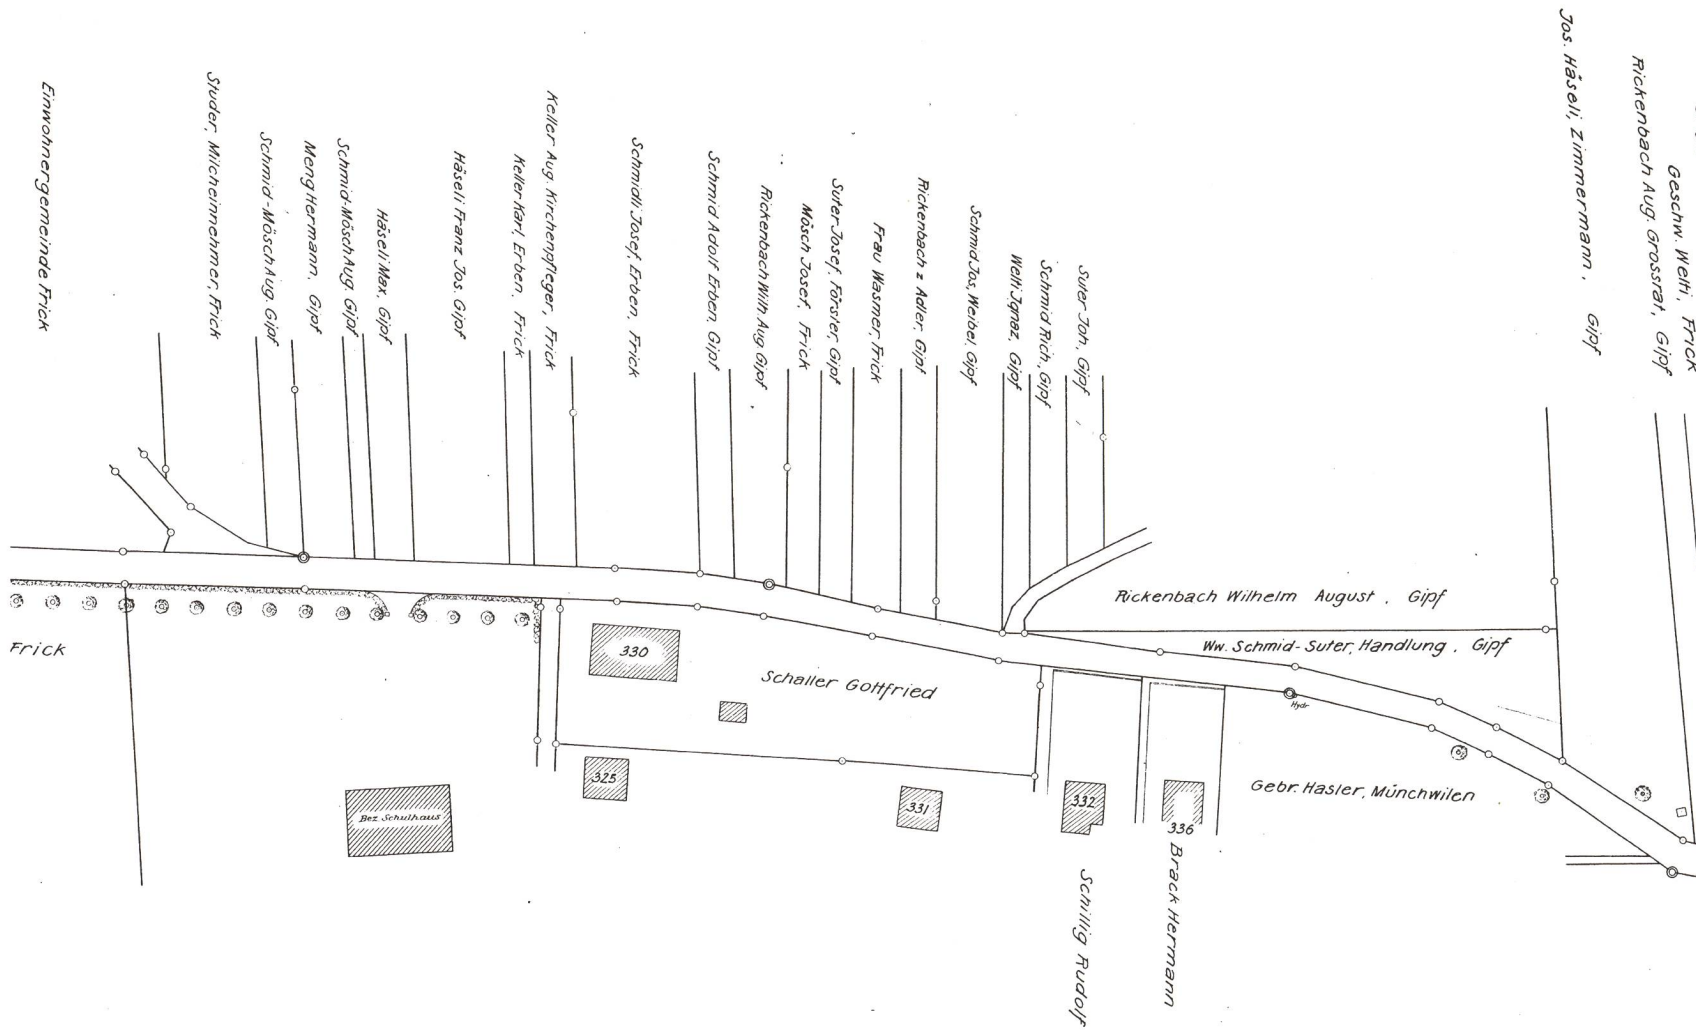 Einwohnergemeinde Frick
Studer, Milcheinnehmer, Frick
Schmid-Mösch Aug. Gipf
Meng Hermann, Gipf
Schmid-Mösch Aug. Gipf
Häseli Max, Gipf
Häseli Franz Jos. Gipf
Keller Karl, Erben, Frick
Keller Aug. Kirchenpfleger, Frick
Schmidli Josef, Erben, Frick
Schmid Adolf Erben, Gipf
Rickenbach Wilh. Aug. Gipf
Mösch Josef, Frick
Suter Josef, Förster, Gipf
Frau Wasmer, Frick
Rickenbach z Adler, Gipf
Schmid Jos, Weibel, Gipf
Welti Ignaz, Gipf
Schmid Rich, Gipf
Suter Joh, Gipf
Jos. Häseli, Zimmermann, Gipf
Rickenbach Aug. Grossrat, Gipf
Geschw. Welti, Frick
Rickenbach Wilhelm August, Gipf
Ww. Schmid-Suter, Handlung, Gipf
Frick
330
Schaller Gottfried
Hydr
325
331
332
336
Gebr. Hasler, Münchwilen
Bez Schulhaus
Schillig Rudolf
Brack Hermann